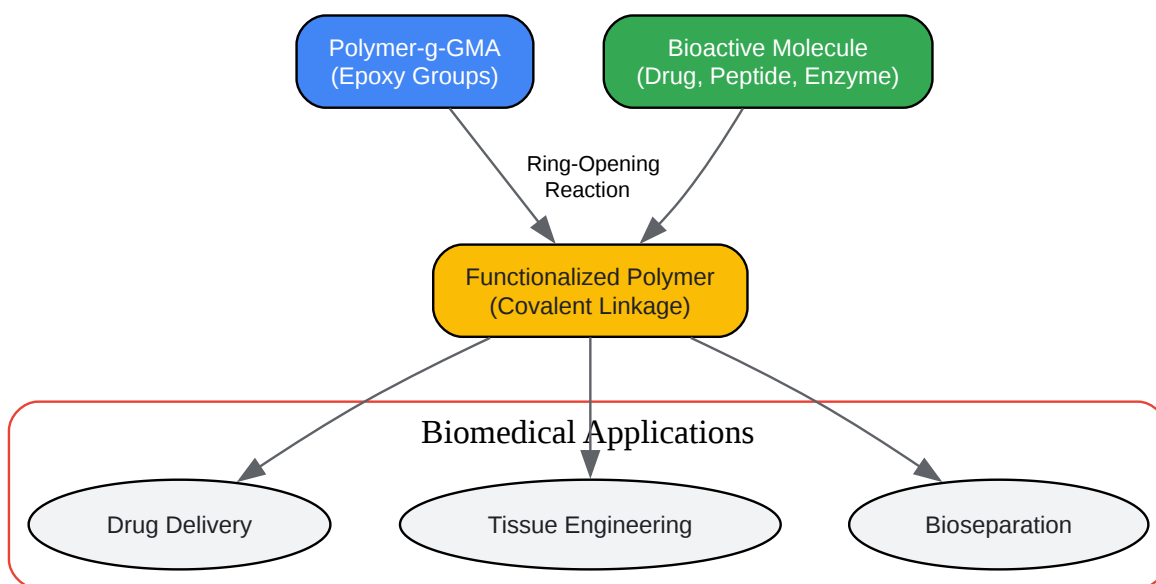 Polymer-g-GMA
(Epoxy Groups)
Bioactive Molecule
(Drug, Peptide, Enzyme)
Ring-Opening
Reaction
Functionalized Polymer
(Covalent Linkage)
Biomedical Applications
Drug Delivery
Tissue Engineering
Bioseparation